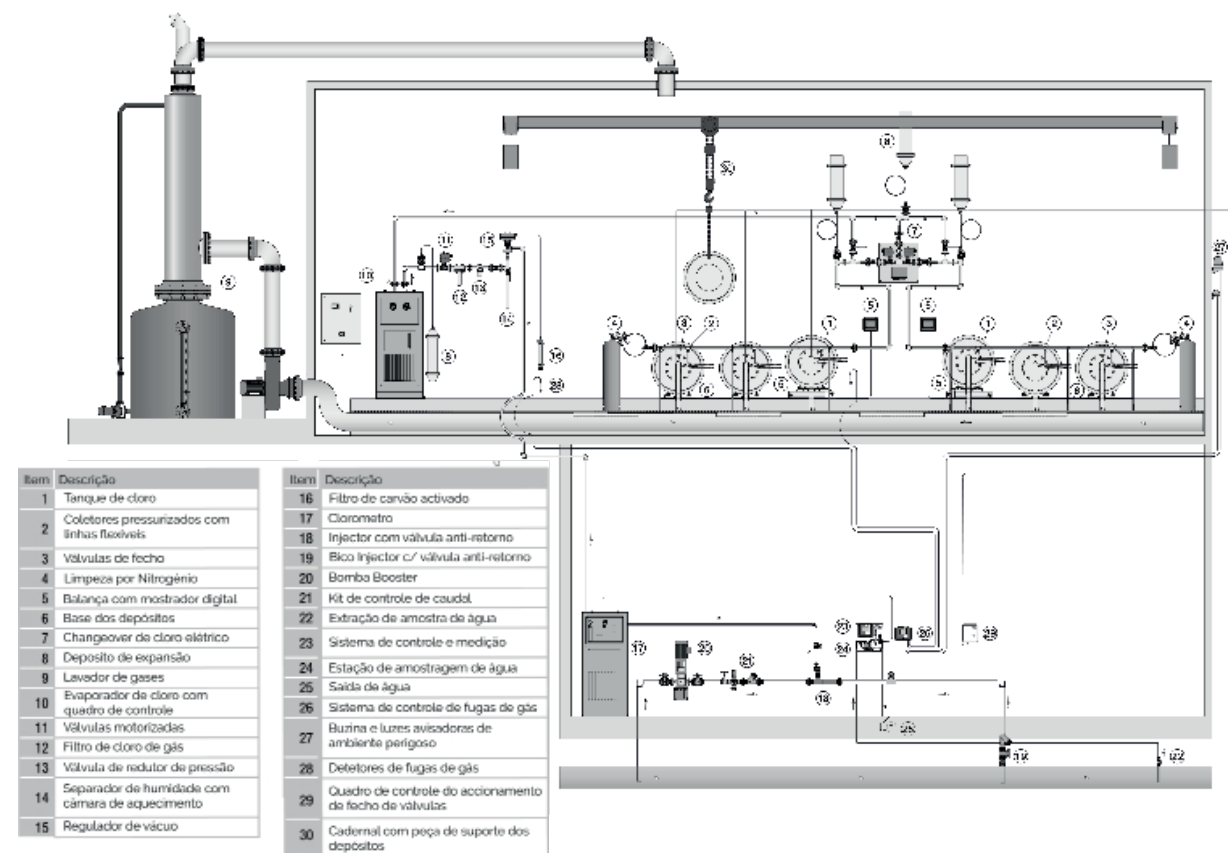 Item Descrição
1 Tanque de cloro
2 Coletores pressurizados com
linhas flexíveis
3 Válvulas de fecho
4 Limpeza por Nitrogénio
5 Balança com mostrador digital
6 Base dos depósitos
7 Changeover de cloro elétrico
8 Deposito de expansão
9 Lavador de gases
10 Evaporador de cloro com
quadro de controle
11 Válvulas motorizadas
12 Filtro de cloro de gás
13 Válvula de redutor de pressão
14 Separador de humidade com
câmara de aquecimento
15 Regulador de vácuo
Item Descrição
16 Filtro de carvão activado
17 Clorometro
18 Injector com válvula anti-retorno
19 Bico Injector c/ válvula anti-retorno
20 Bomba Booster
21 Kit de controle de caudal
22 Extração de amostra de água
23 Sistema de controle e medição
24 Estação de amostragem de água
25 Saída de água
26 Sistema de controle de fugas de gás
27 Buzina e luzes avisadoras de
ambiente perigoso
28 Detetores de fugas de gás
29 Quadro de controle do accionamento
de fecho de válvulas
30 Cadernal com peça de suporte dos
depósitos